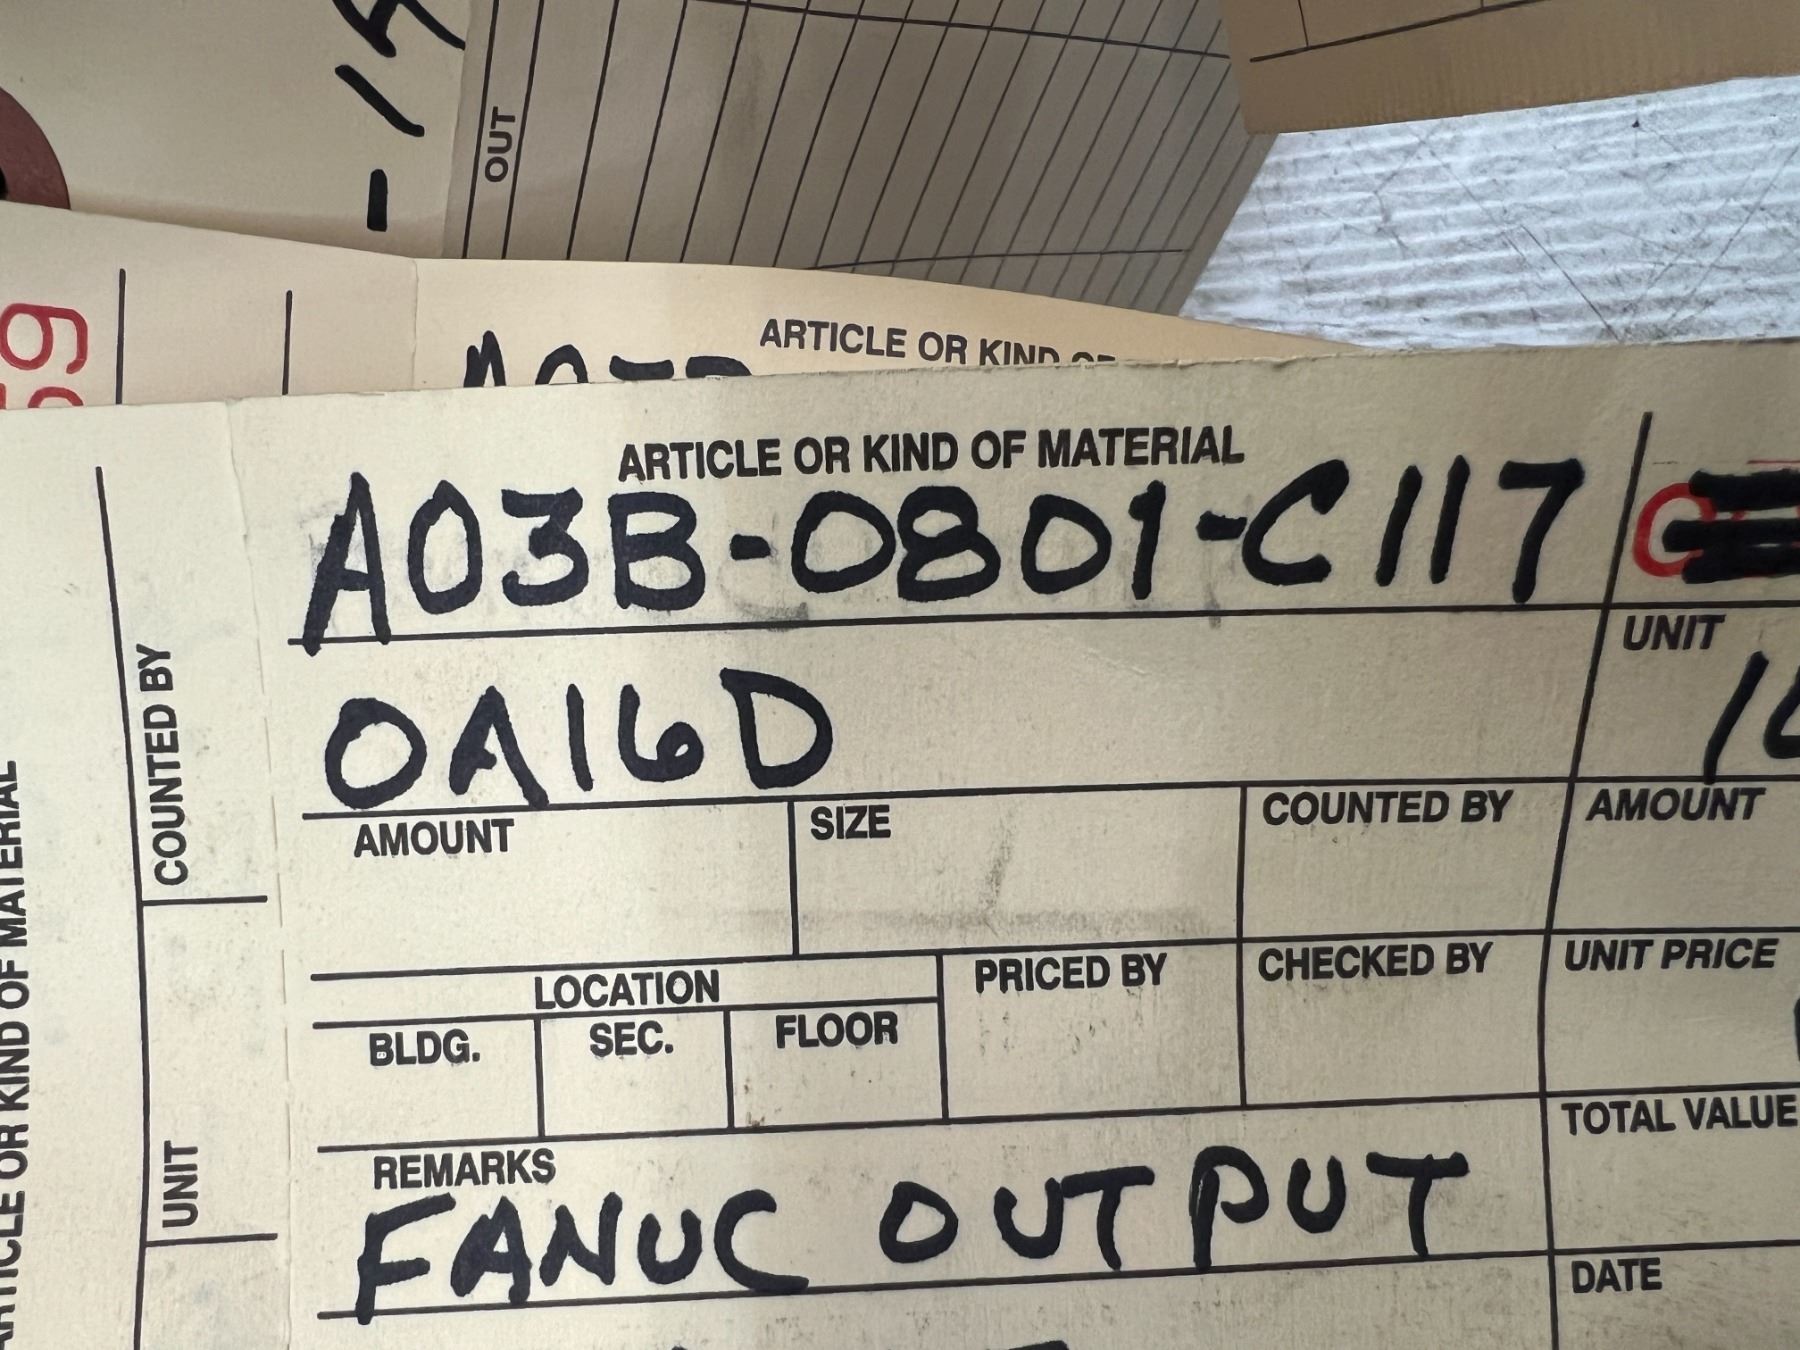 OUT
ARTICLE OR KIND
ARTICLE OR KIND OF MATERIAL
A03B-0801-C117
UNIT
OA16D
COUNTED BY
AMOUNT
SIZE
COUNTED BY
AMOUNT
LOCATION
PRICED BY
CHECKED BY
UNIT PRICE
BLDG.
SEC.
FLOOR
TOTAL VALUE
ARTICLE OR KIND OF MATERIAL
UNIT
REMARKS
FANUC OUTPUT
DATE